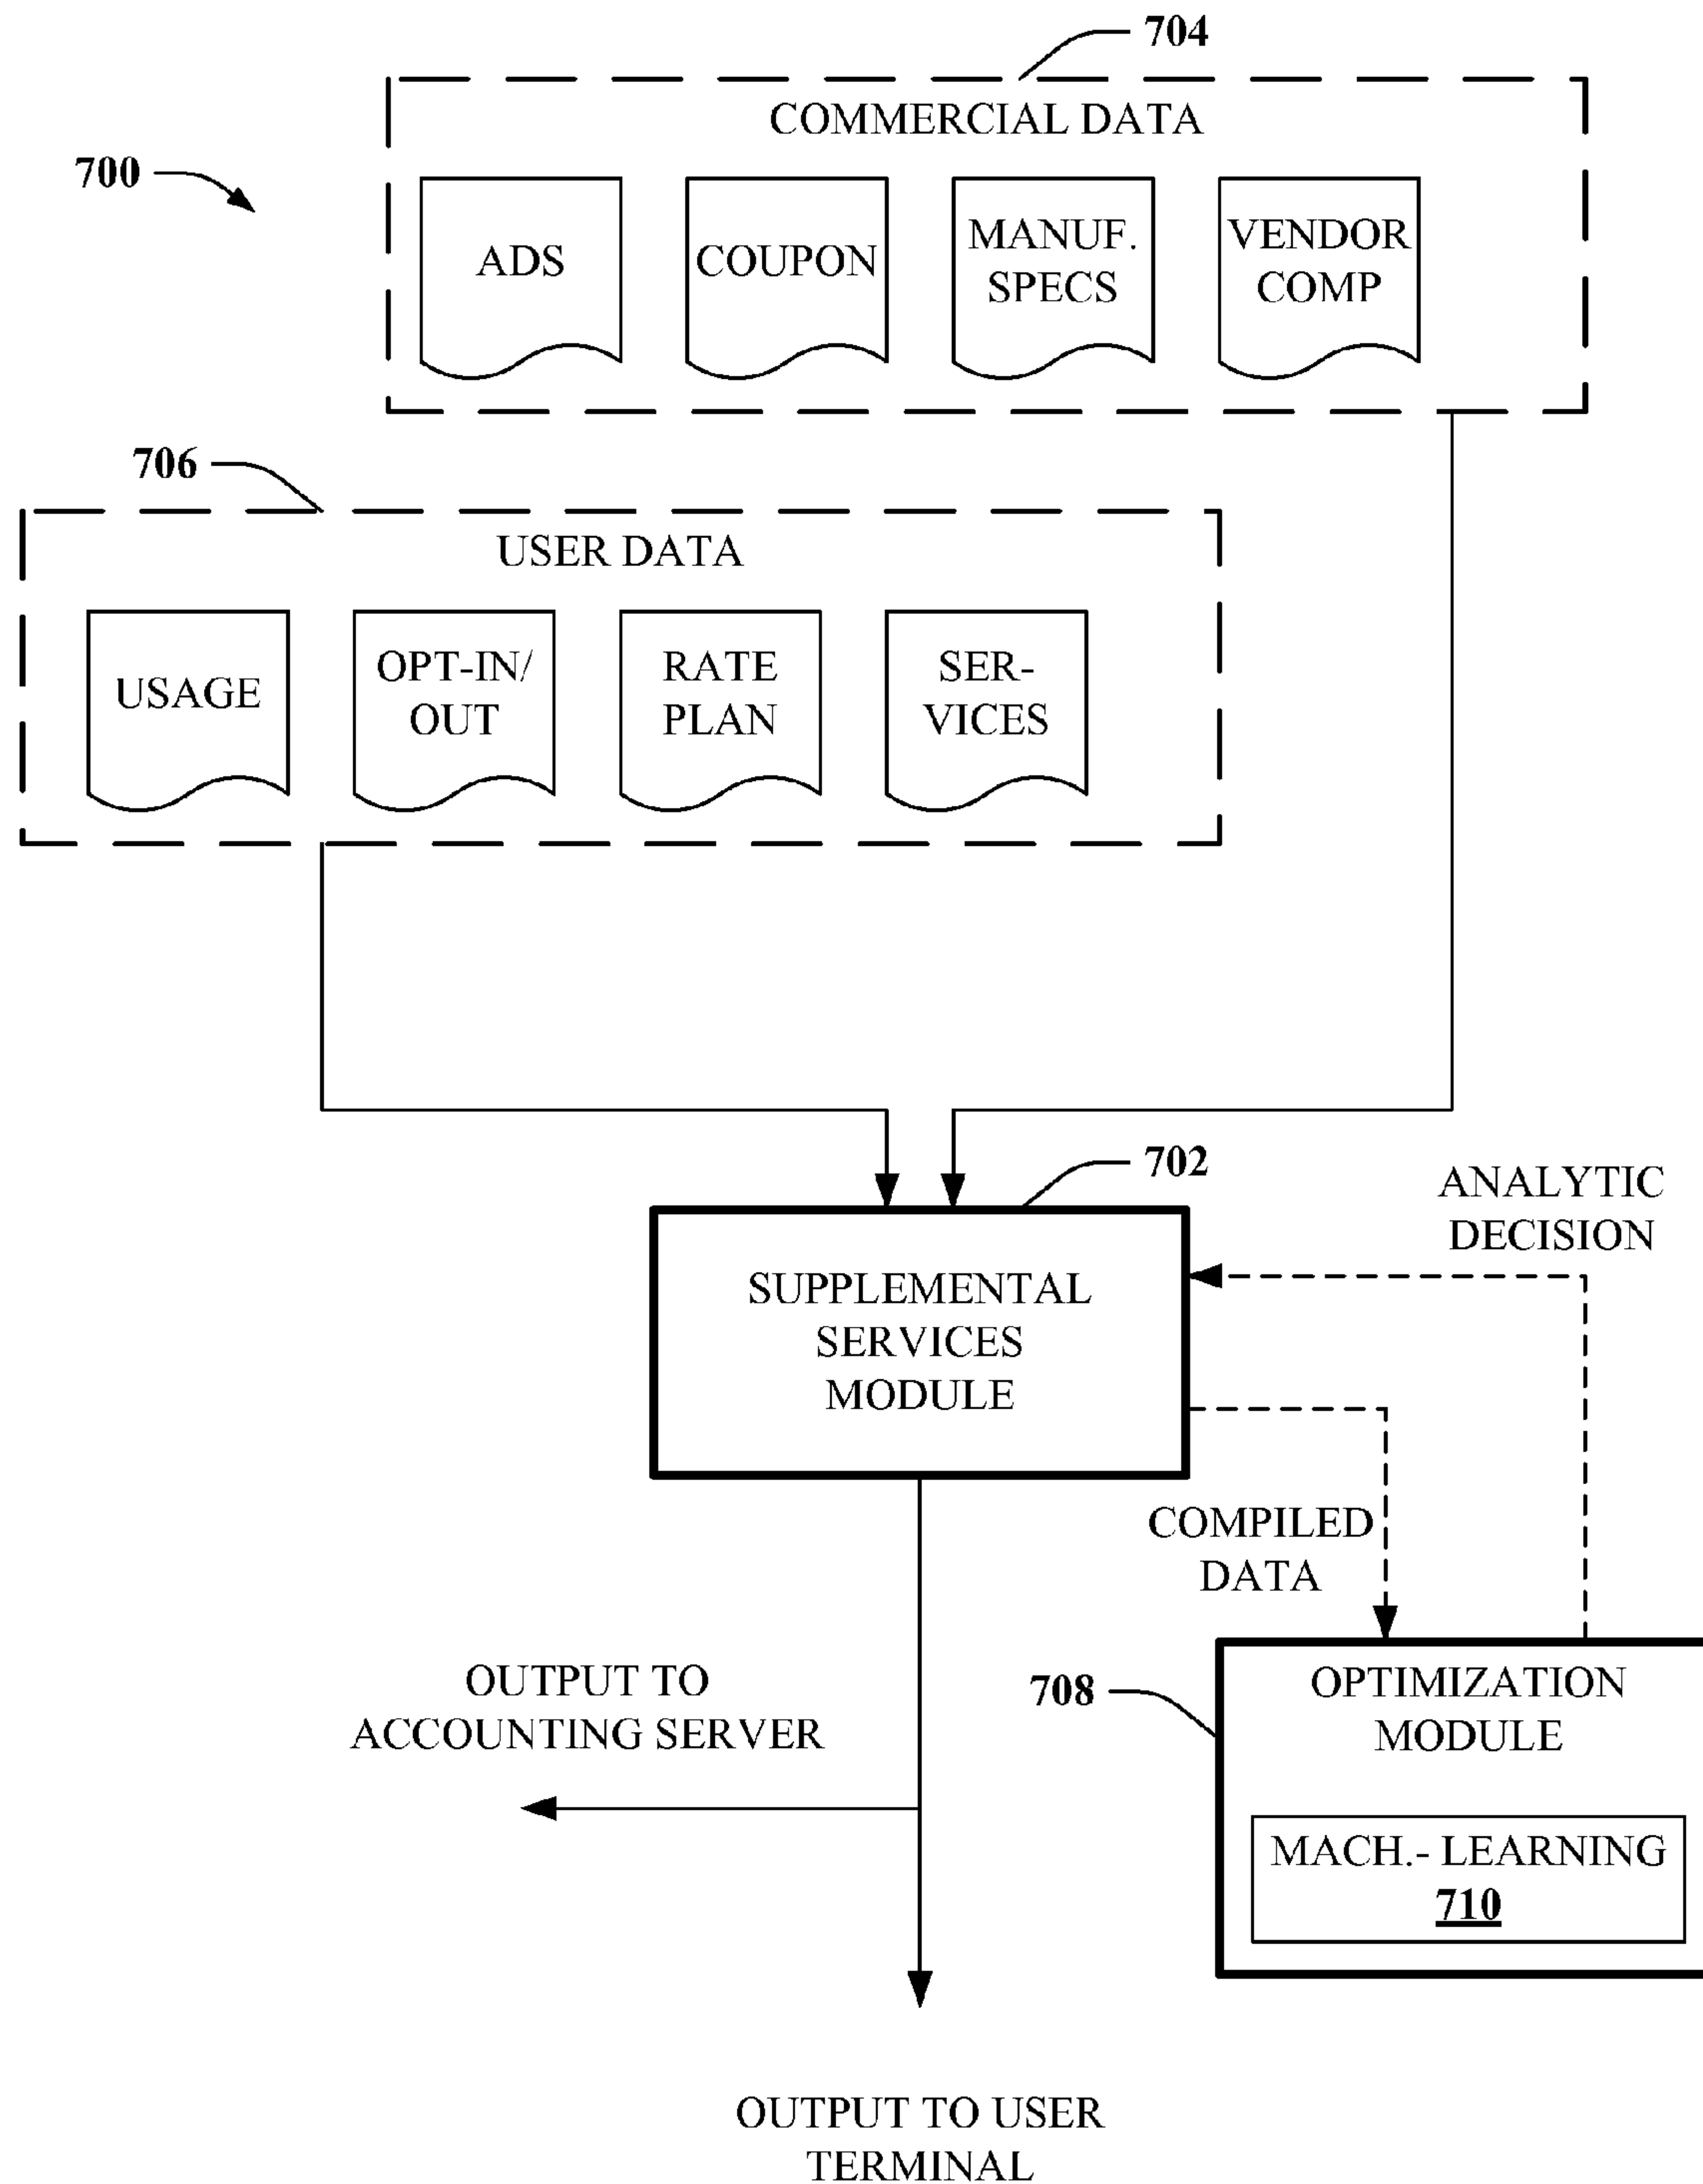 704
COMMERCIAL DATA
700
ADS
COUPON
MANUF.
SPECS
VENDOR
COMP
706
USER DATA
USAGE
OPT-IN/
OUT
RATE
PLAN
SER-
VICES
702
ANALYTIC
DECISION
SUPPLEMENTAL
SERVICES
MODULE
COMPILED
DATA
OUTPUT TO
ACCOUNTING SERVER
708
OPTIMIZATION
MODULE
MACH.- LEARNING
710
OUTPUT TO USER
TERMINAL